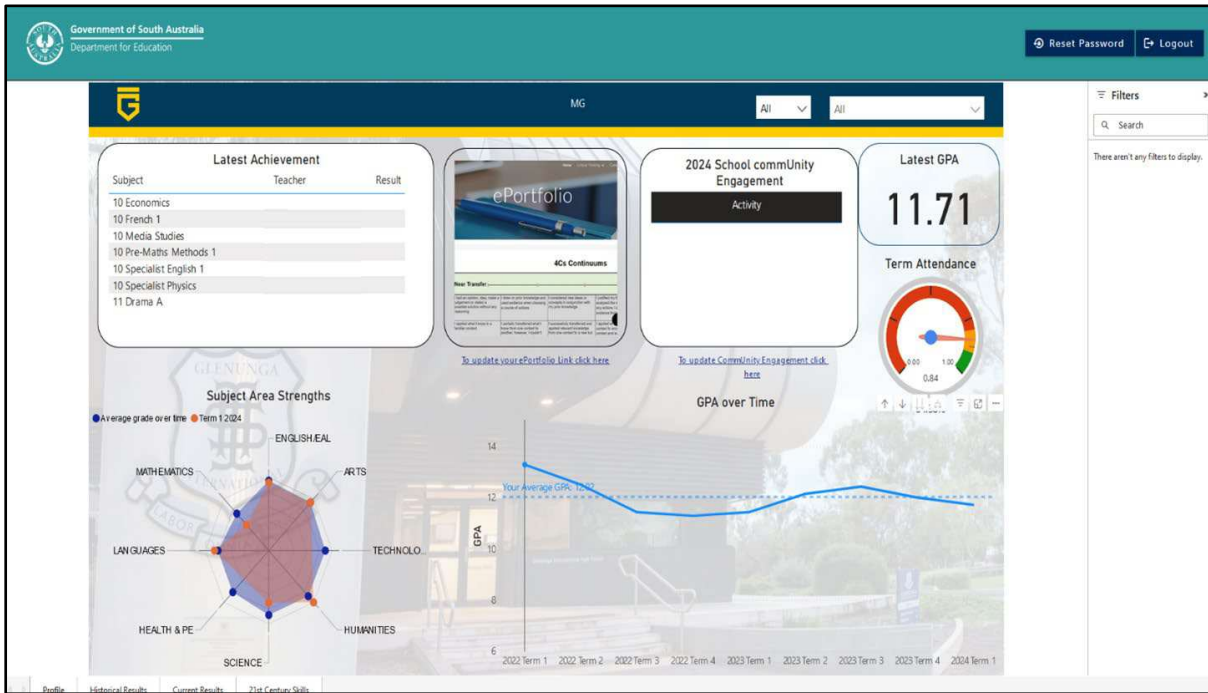 Government of South Australia
Department for Education
Reset Password
Logout
MG
All
All
Filters
Search
There aren't any filters to display.
Latest Achievement
Subject Teacher Result
10 Economics
10 French 1
10 Media Studies
10 Pre-Maths Methods 1
10 Specialist English 1
10 Specialist Physics
11 Drama A
ePortfolio
4Cs Continuums
Near Transfer
To update your ePortfolio Link click here
2024 School commUnity
Engagement
Activity
To update CommUnity Engagement click
here
Latest GPA
11.71
Term Attendance
0.00 1.00
0.84
GLENUNGA
Subject Area Strengths
Average grade over time Term 1 2024
ENGLISH/EAL
ARTS
TECHNOLO...
HUMANITIES
SCIENCE
HEALTH & PE
LANGUAGES
MATHEMATICS
GPA over Time
GPA
14
12
10
8
6
Your Average GPA: 12.02
2022 Term 1 2022 Term 2 2022 Term 3 2022 Term 4 2023 Term 1 2023 Term 2 2023 Term 3 2023 Term 4 2024 Term 1
Profile Historical Results Current Results 21st Century Skills